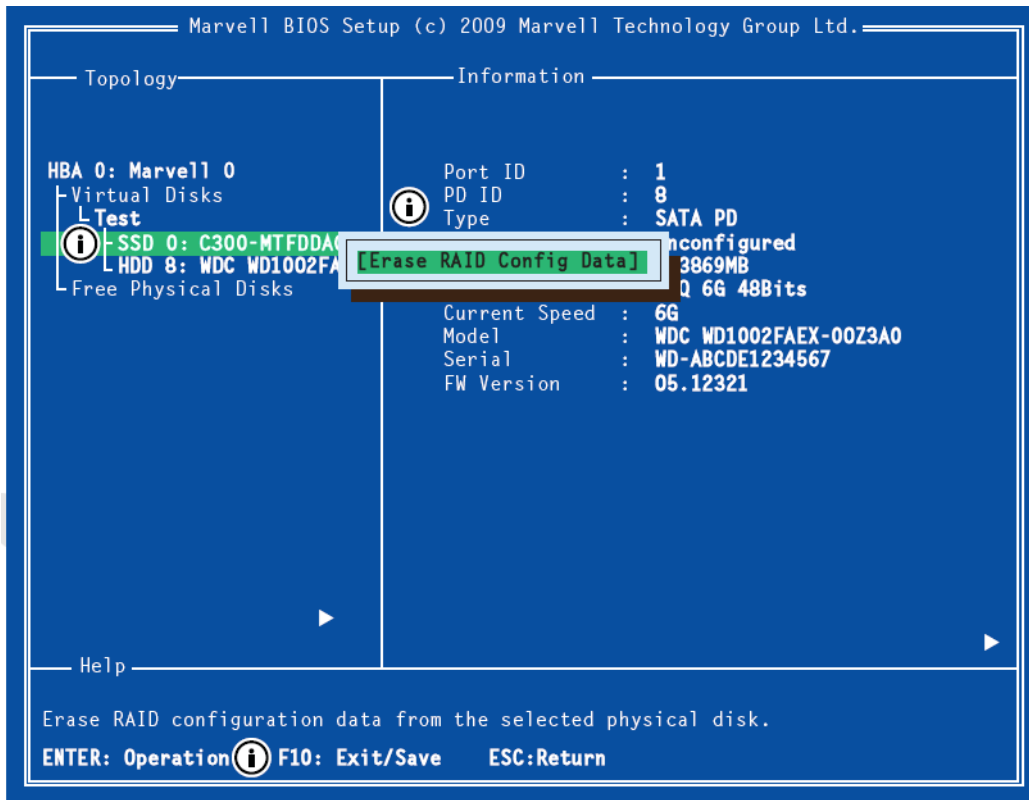 Marvell BIOS Setup (c) 2009 Marvell Technology Group Ltd.
Topology
HBA 0: Marvell 0
Virtual Disks
Test
SSD 0: C300-MTFDDA
HDD 8: WDC WD1002FA
Free Physical Disks
Information
Port ID : 1
PD ID : 8
Type : SATA PD
nconfigured
3869MB
Q 6G 48Bits
Current Speed : 6G
Model : WDC WD1002FAEX-00Z3A0
Serial : WD-ABCDE1234567
FW Version : 05.12321
[Erase RAID Config Data]
Help
Erase RAID configuration data from the selected physical disk.
ENTER: Operation i F10: Exit/Save ESC:Return